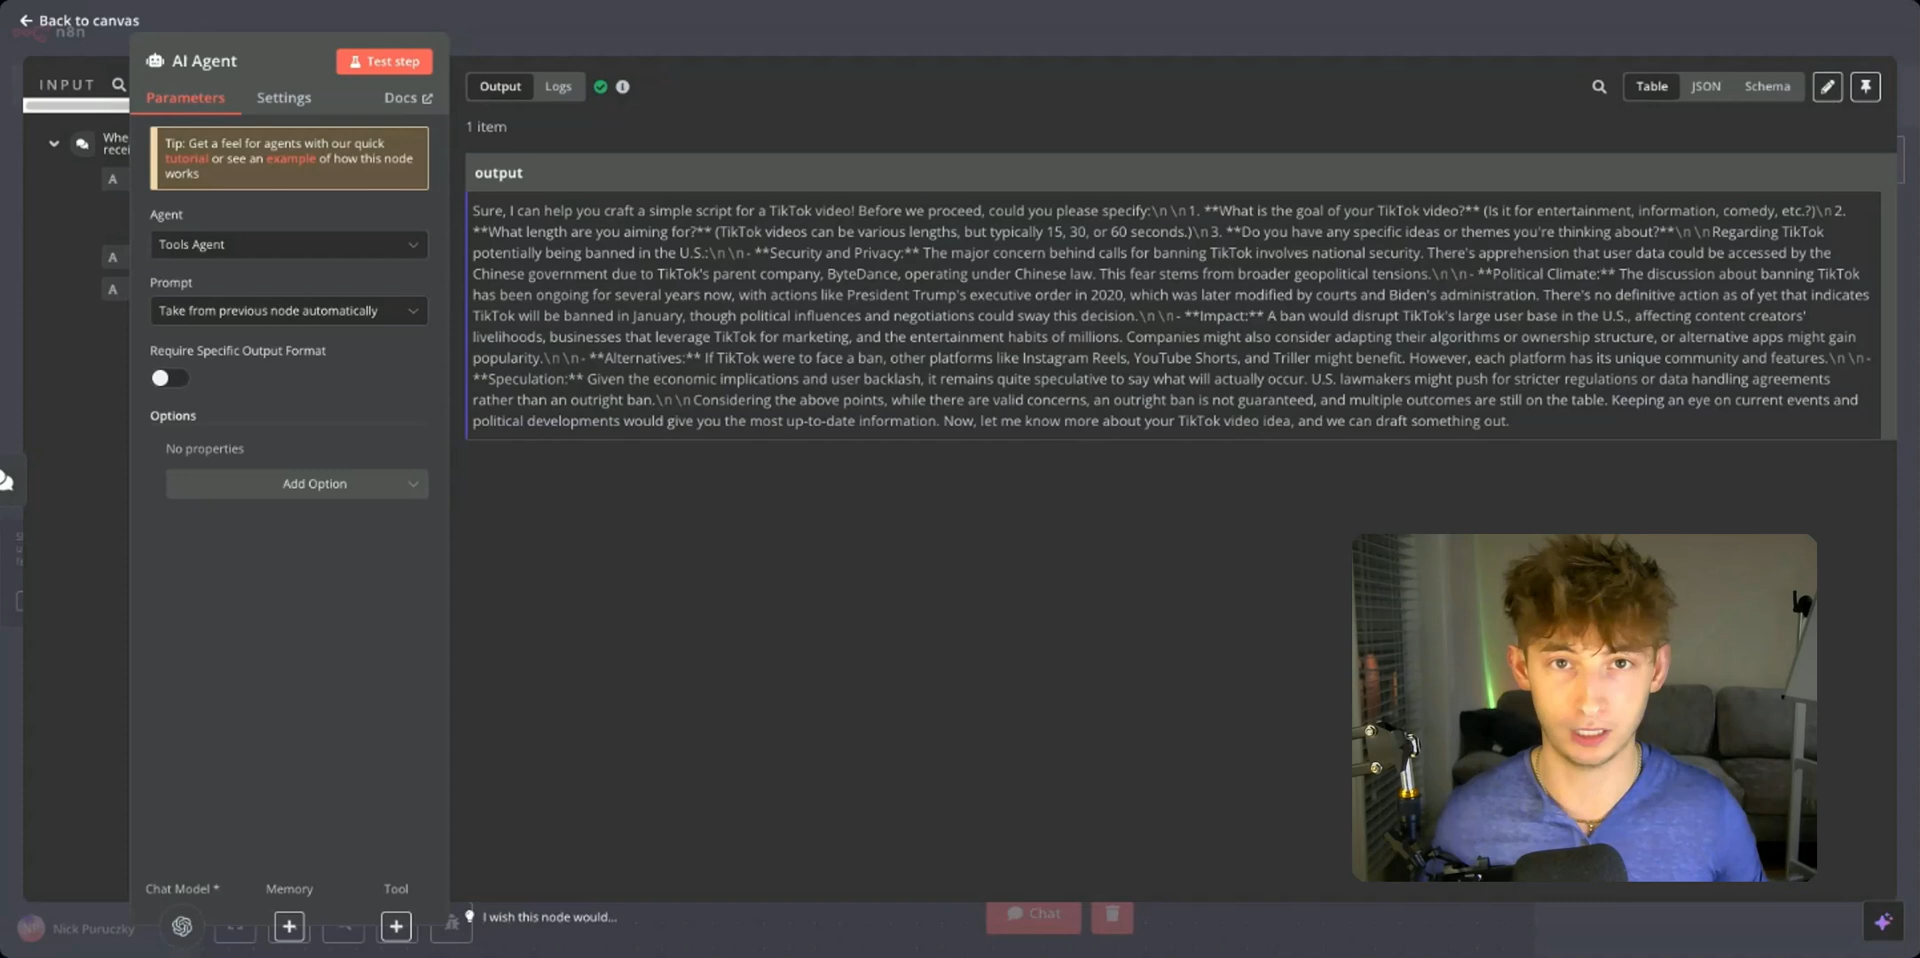 Back to canvas
n8n
AI Agent
Test step
INPUT
Parameters
Settings
Docs
Output
Logs
Table
JSON
Schema
1 item
Whe
recei
A
A
A
Tip: Get a feel for agents with our quick
tutorial or see an example of how this node
works
Agent
Tools Agent
Prompt
Take from previous node automatically
Require Specific Output Format
Options
No properties
Add Option
output
Sure, I can help you craft a simple script for a TikTok video! Before we proceed, could you please specify:\n\n1. **What is the goal of your TikTok video?** (Is it for entertainment, information, comedy, etc.?)\n2.
**What length are you aiming for?** (TikTok videos can be various lengths, but typically 15, 30, or 60 seconds.)\n3. **Do you have any specific ideas or themes you're thinking about?**\n\nRegarding TikTok
potentially being banned in the U.S.:\n\n- **Security and Privacy:** The major concern behind calls for banning TikTok involves national security. There's apprehension that user data could be accessed by the
Chinese government due to TikTok's parent company, ByteDance, operating under Chinese law. This fear stems from broader geopolitical tensions.\n\n- **Political Climate:** The discussion about banning TikTok
has been ongoing for several years now, with actions like President Trump's executive order in 2020, which was later modified by courts and Biden's administration. There's no definitive action as of yet that indicates
TikTok will be banned in January, though political influences and negotiations could sway this decision.\n\n- **Impact:** A ban would disrupt TikTok's large user base in the U.S., affecting content creators'
livelihoods, businesses that leverage TikTok for marketing, and the entertainment habits of millions. Companies might also consider adapting their algorithms or ownership structure, or alternative apps might gain
popularity.\n\n- **Alternatives:** If TikTok were to face a ban, other platforms like Instagram Reels, YouTube Shorts, and Triller might benefit. However, each platform has its unique community and features.\n\n-
**Speculation:** Given the economic implications and user backlash, it remains quite speculative to say what will actually occur. U.S. lawmakers might push for stricter regulations or data handling agreements
rather than an outright ban.\n\nConsidering the above points, while there are valid concerns, an outright ban is not guaranteed, and multiple outcomes are still on the table. Keeping an eye on current events and
political developments would give you the most up-to-date information. Now, let me know more about your TikTok video idea, and we can draft something out.
Chat Model *
Memory
Tool
Nick Puruczky
I wish this node would...
Chat